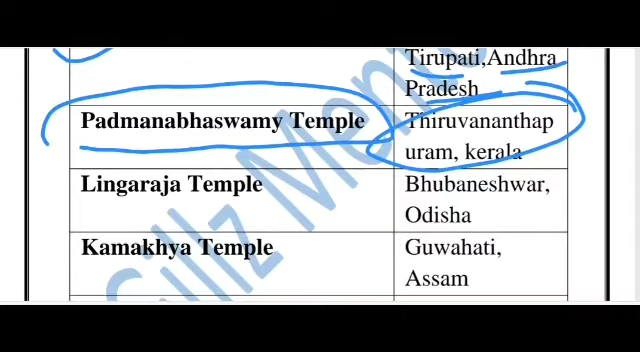 Tirupati,Andhra
Pradesh
Padmanabhaswamy Temple Thiruvananthap
uram, kerala
Lingaraja Temple Bhubaneshwar,
Odisha
Kamakhya Temple Guwahati,
Assam